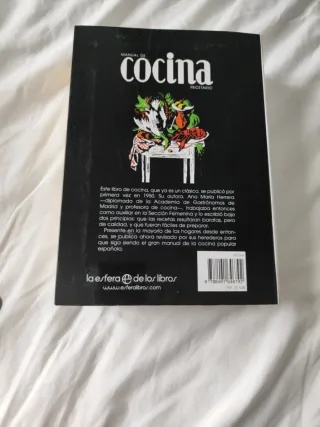 MANUAL DE
cocina
RECETARIO
Este libro de cocina, que ya es un clásico, se publicó por
primera vez en 1950. Su autora, Ana María Herrera
—diplomada de la Academia de Gastrónomos de
Madrid y profesora de cocina—, trabajaba entonces
como auxiliar en la Sección Femenina y lo escribió bajo
dos principios: que las recetas resultaran baratas, pero
de calidad, y que fueran fáciles de preparar.
Presente en la mayoría de los hogares desde enton-
ces, se publica ahora revisado por sus herederos para
que siga siendo el gran manual de la cocina popular
española.
la esfera de los libros
www.esferalibros.com